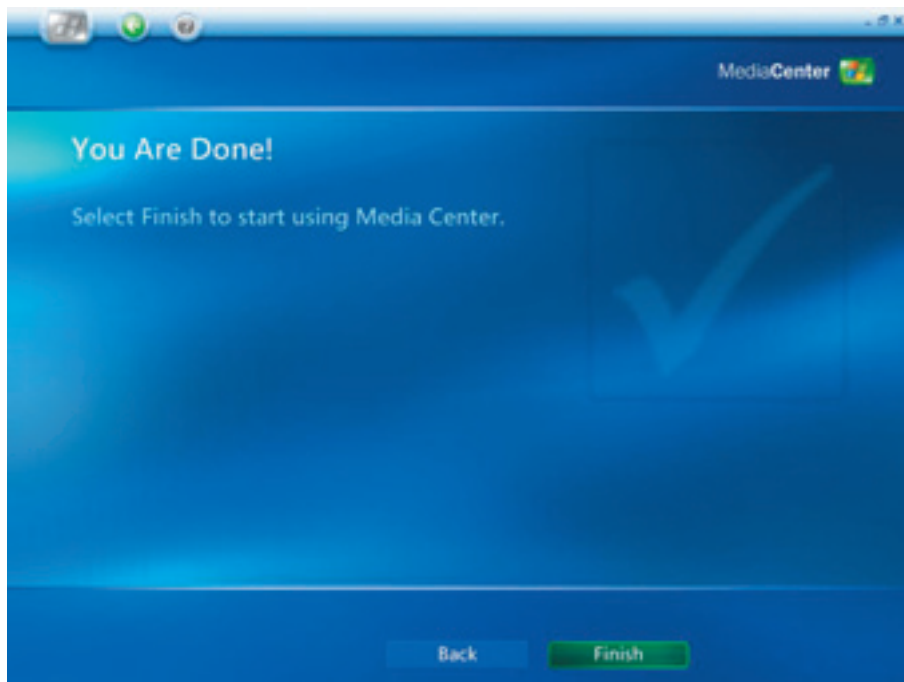 MediaCenter
You Are Done!
Select Finish to start using Media Center.
Back
Finish